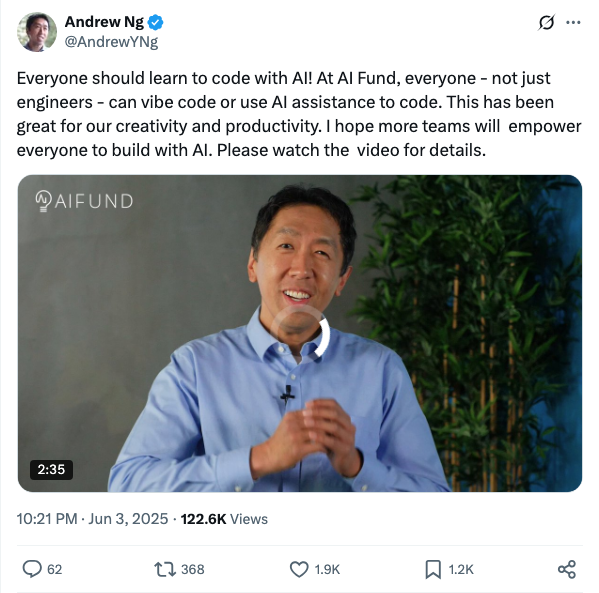 Andrew Ng
@AndrewYNg
Everyone should learn to code with AI! At AI Fund, everyone - not just
engineers - can vibe code or use AI assistance to code. This has been
great for our creativity and productivity. I hope more teams will  empower
everyone to build with AI. Please watch the  video for details.
AIFUND
2:35
10:21 PM · Jun 3, 2025 · 122.6K Views
62 368 1.9K 1.2K